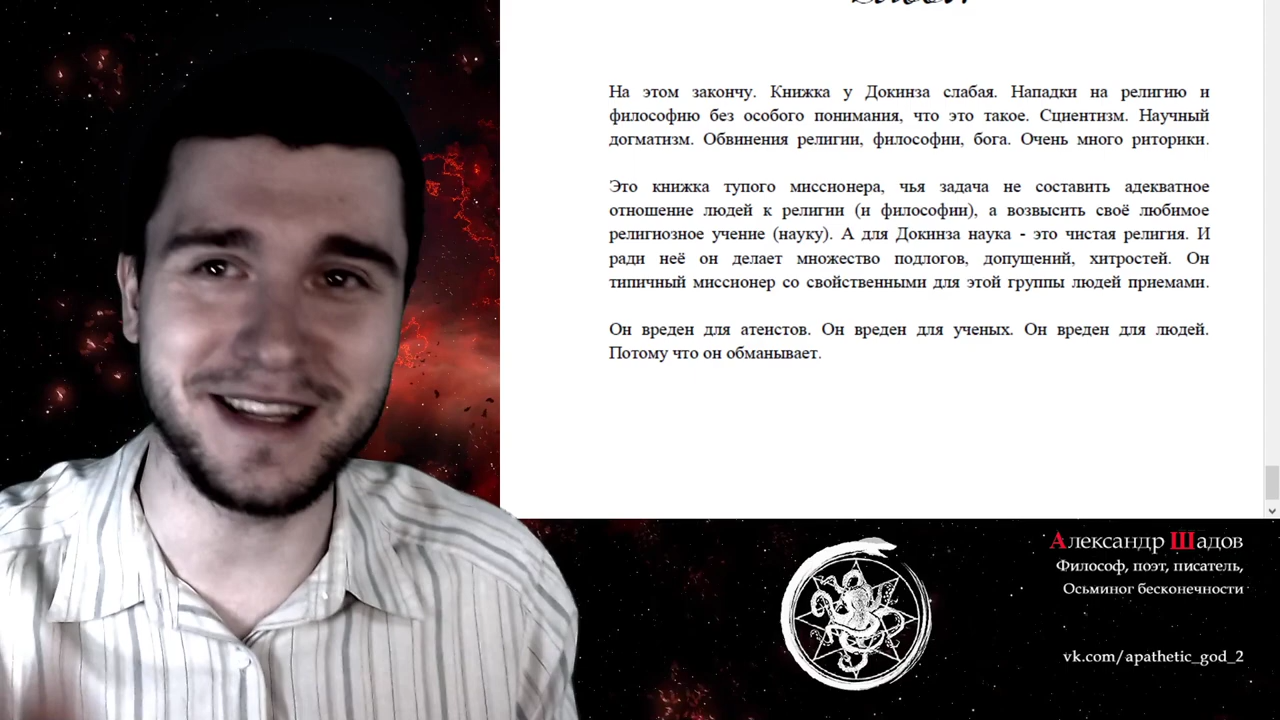 На этом закончу. Книжка у Докинза слабая. Нападки на религию и
философию без особого понимания, что это такое. Сциентизм. Научный
догматизм. Обвинения религии, философии, бога. Очень много риторики.
Это книжка тупого миссионера, чья задача не составить адекватное
отношение людей к религии (и философии), а возвысить своё любимое
религиозное учение (науку). А для Докинза наука - это чистая религия. И
ради неё он делает множество подлогов, допущений, хитростей. Он
типичный миссионер со свойственными для этой группы людей приемами.
Он вреден для атеистов. Он вреден для ученых. Он вреден для людей.
Потому что он обманывает.
Александр Шадов
Философ, поэт, писатель,
Осьминог бесконечности
vk.com/apathetic_god_2